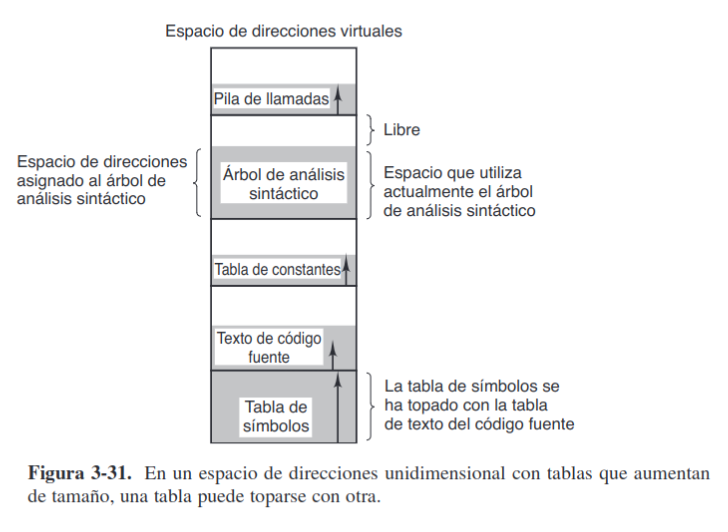 Espacio de direcciones virtuales
Pila de llamadas
Libre
Espacio de direcciones
asignado al árbol de
análisis sintáctico
Árbol de análisis
sintáctico
Espacio que utiliza
actualmente el árbol
de análisis sintáctico
Tabla de constantes
Texto de código
fuente
Tabla de
símbolos
La tabla de símbolos se
ha topado con la tabla
de texto del código fuente
Figura 3-31. En un espacio de direcciones unidimensional con tablas que aumentan
de tamaño, una tabla puede toparse con otra.